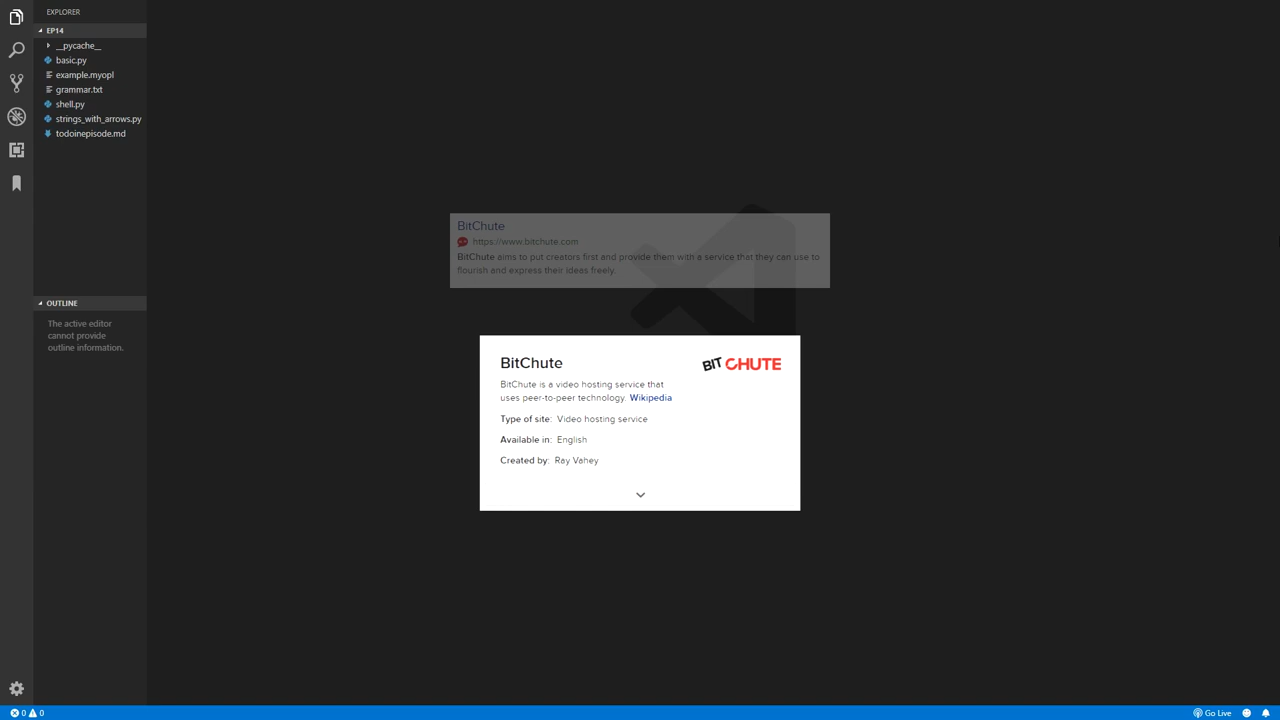 EXPLORER
EP14
__pycache__
basic.py
example.myopl
grammar.txt
shell.py
strings_with_arrows.py
todoinepisode.md
OUTLINE
The active editor
cannot provide
outline information.
BitChute
https://www.bitchute.com
BitChute aims to put creators first and provide them with a service that they can use to
flourish and express their ideas freely.
BitChute
BIT CHUTE
BitChute is a video hosting service that
uses peer-to-peer technology. Wikipedia
Type of site: Video hosting service
Available in: English
Created by: Ray Vahey
0 0
Go Live